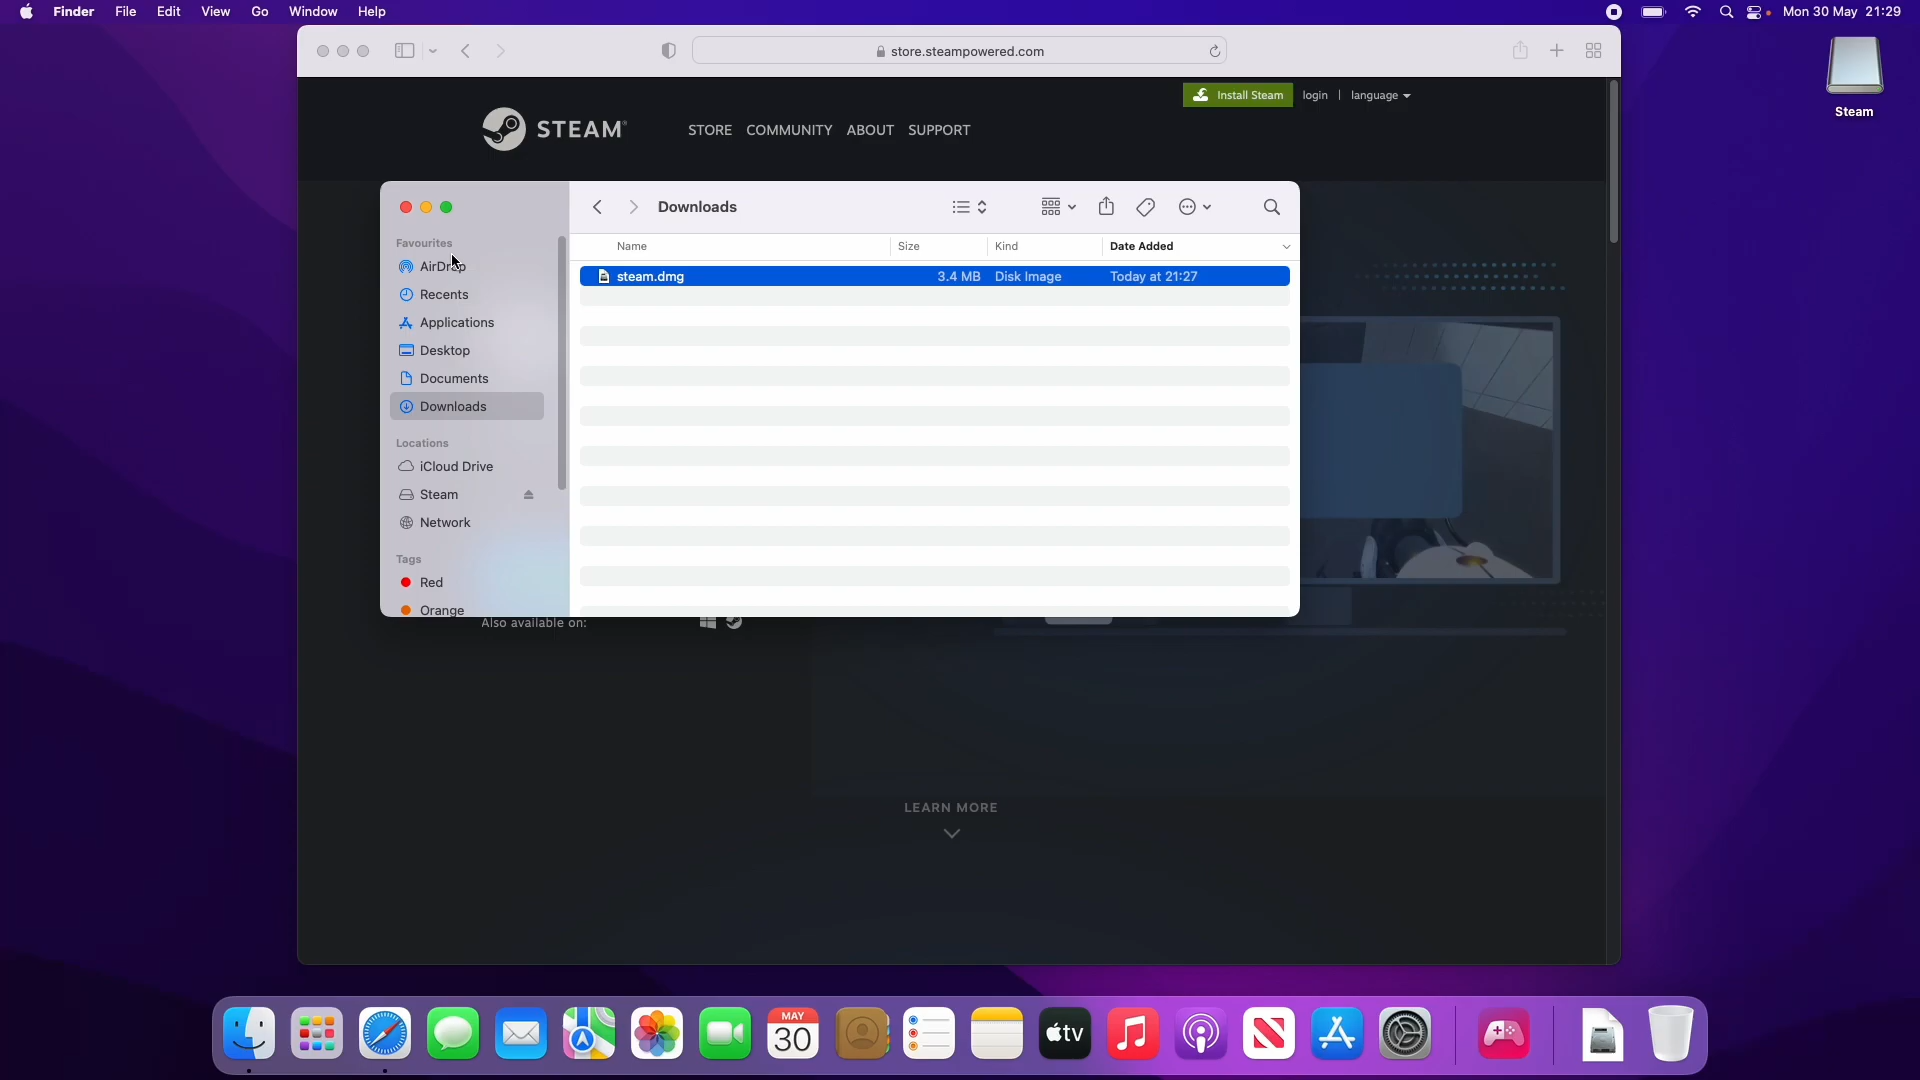 Finder File Edit View Go Window Help Mon 30 May 21:29
store.steampowered.com
Steam
Install Steam login | language
STEAM STORE COMMUNITY ABOUT SUPPORT
Downloads
Favourites
AirDrop
Recents
Applications
Desktop
Documents
Downloads
Locations
iCloud Drive
Steam
Network
Tags
Red
Orange
Name Size Kind Date Added
steam.dmg 3.4 MB Disk Image Today at 21:27
Also available on:
LEARN MORE
MAY
30
tv